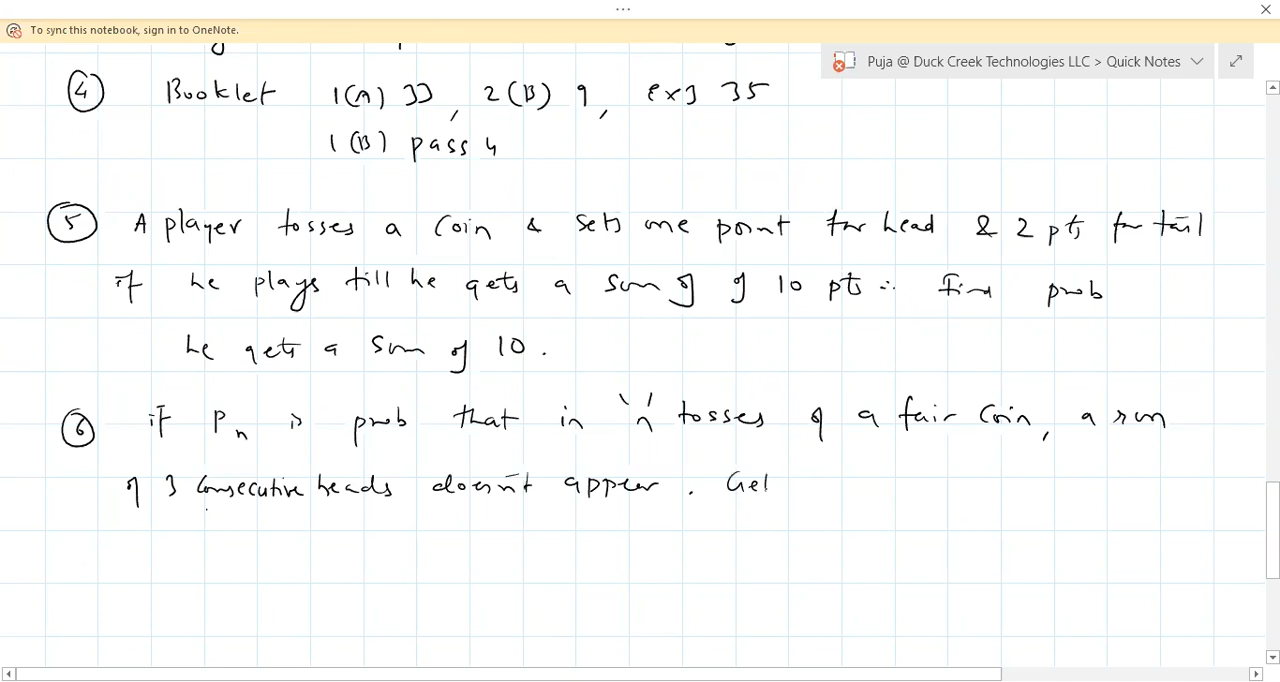 To sync this notebook, sign in to OneNote.
Puja @ Duck Creek Technologies LLC > Quick Notes
4 Booklet 1(A) 33, 2(B) 9, Ex3 35
1(B) pass 4
5 A player tosses a coin & sets one point for head & 2 pts for tail
if he plays till he gets a sum of of 10 pts ∴ Find prob
he gets a sum of 10.
6 if Pn is prob that in 'n' tosses of a fair coin, a run
of 3 consecutive heads doesn't appear. Get